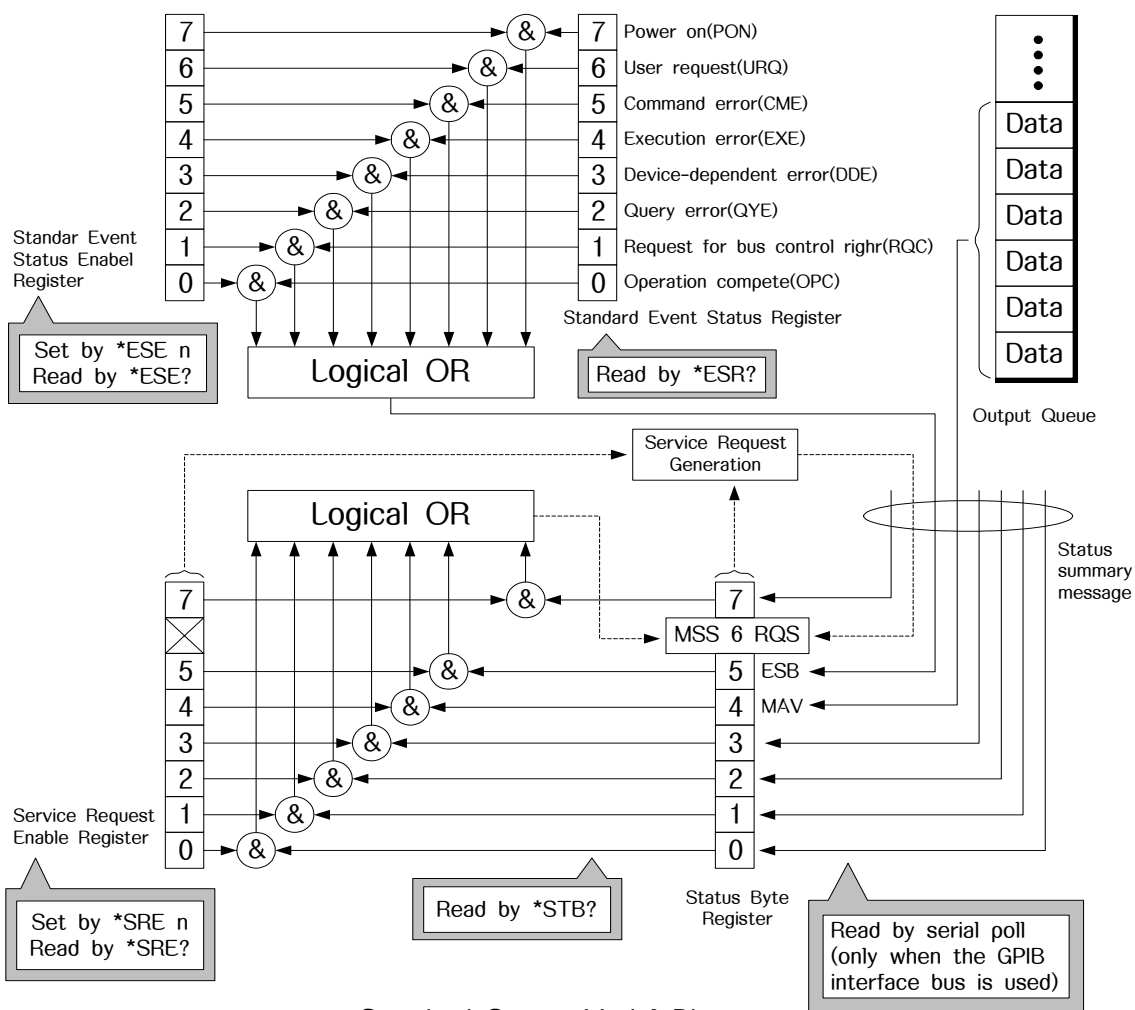 7 & 7 Power on(PON)
6 & 6 User request(URQ)
5 & 5 Command error(CME)
4 & 4 Execution error(EXE)
3 & 3 Device-dependent error(DDE)
2 & 2 Query error(QYE)
1 & 1 Request for bus control righr(RQC)
0 & 0 Operation compete(OPC)
Standar Event
Status Enabel
Register
Set by *ESE n
Read by *ESE?
Logical OR
Standard Event Status Register
Read by *ESR?
Data
Data
Data
Data
Data
Data
Output Queue
Service Request
Generation
Logical OR
Status
summary
message
7 & 7
MSS 6 RQS
5 & 5 ESB
4 & 4 MAV
3 & 3
2 & 2
1 & 1
0 & 0
Service Request
Enable Register
Set by *SRE n
Read by *SRE?
Read by *STB?
Status Byte
Register
Read by serial poll
(only when the GPIB
interface bus is used)